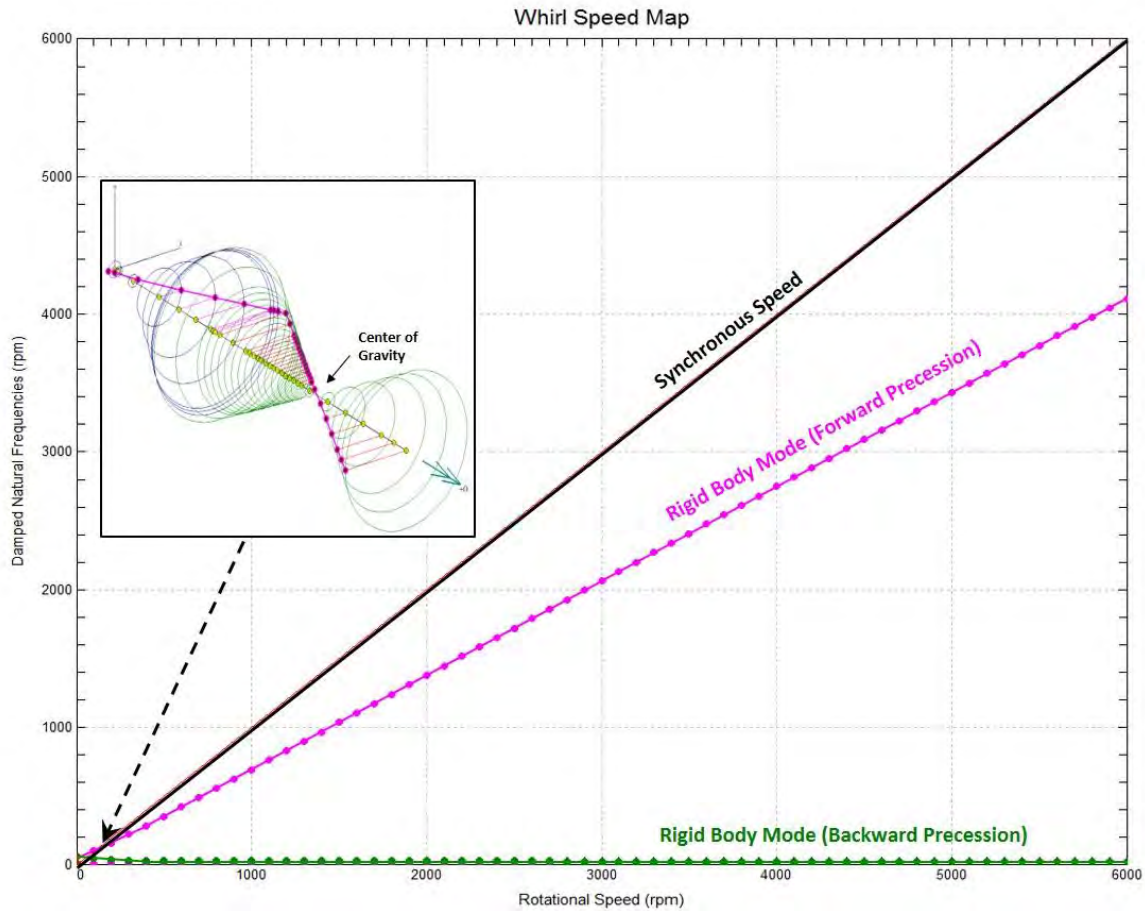 Whirl Speed Map
6000
5000
4000
3000
2000
1000
0
Damped Natural Frequencies (rpm)
Center of
Gravity
Synchronous Speed
Rigid Body Mode (Forward Precession)
Rigid Body Mode (Backward Precession)
0
1000
2000
3000
4000
5000
6000
Rotational Speed (rpm)